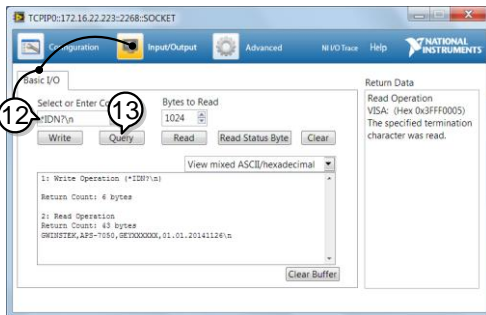 TCPIP0::172.16.22.223::2268::SOCKET
Configuration Input/Output Advanced NI I/O Trace Help NATIONAL INSTRUMENTS
Basic I/O
Return Data
12 13
Select or Enter Co
Bytes to Read
*IDN?\n 1024
Write Query Read Read Status Byte Clear
Read Operation
VISA: (Hex 0x3FFF0005)
The specified termination
character was read.
View mixed ASCII/hexadecimal
1: Write Operation (*IDN?\n)
Return Count: 6 bytes
2: Read Operation
Return Count: 43 bytes
GWINSTEK,APS-7050,GEYXXXXXX,01.01.20141126\n
Clear Buffer